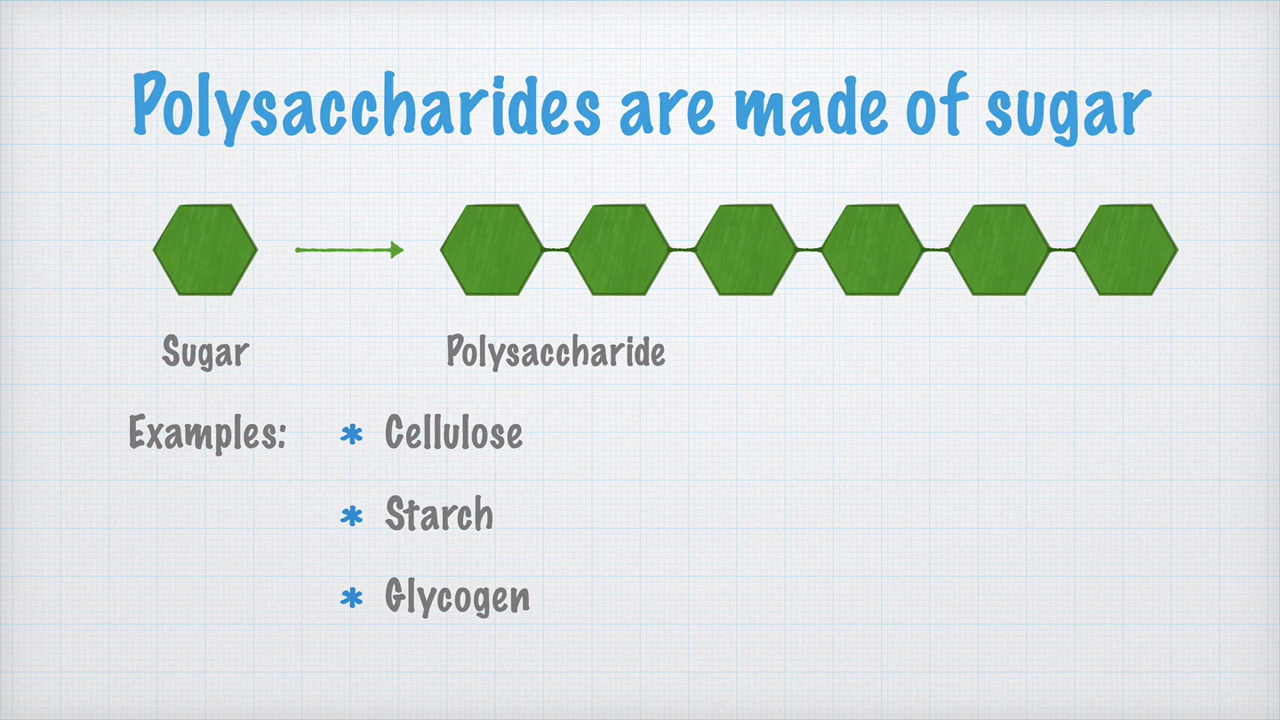 Polysaccharides are made of sugar
Sugar
Polysaccharide
Examples:
* Cellulose
* Starch
* Glycogen